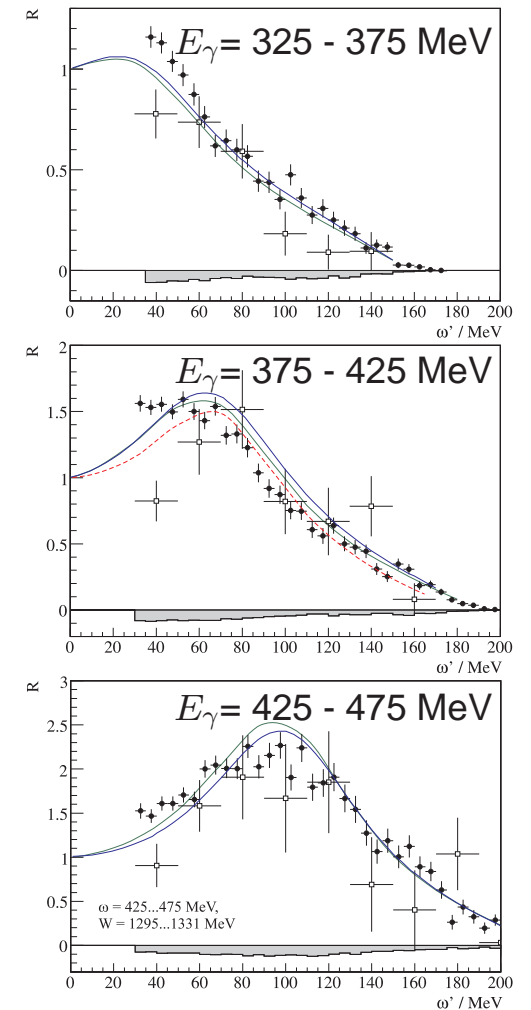 R
E_γ = 325 - 375 MeV
1
0.5
0
0 20 40 60 80 100 120 140 160 180 200
ω' / MeV
R
E_γ = 375 - 425 MeV
2
1.5
1
0.5
0
0 20 40 60 80 100 120 140 160 180 200
ω' / MeV
R
E_γ = 425 - 475 MeV
3
2.5
2
1.5
1
0.5
ω = 425...475 MeV,
W = 1295...1331 MeV
0
0 20 40 60 80 100 120 140 160 180 200
ω' / MeV